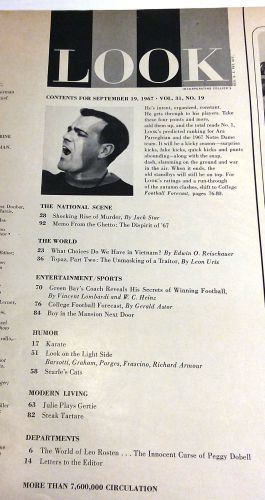 LOOK
INCORPORATING COLLIER'S
CONTENTS FOR SEPTEMBER 19, 1967 • VOL. 31, NO. 19
He's intent, organized, constant.
He gets through to his players. Take
these four points and more,
add them up, and the total reads No. 1,
LOOK's predicted ranking for Ara
Parseghian and the 1967 Notre Dame
team. It will be a kicky season—surprise
kicks, fake kicks, quick kicks and punts
abounding—along with the snap,
dash, slamming on the ground and war
in the air. When it ends, the
old standbys will still be on top. For
LOOK's ratings and a run-through
of the autumn clashes, shift to College
Football Forecast, pages 76-83.
THE NATIONAL SCENE
28 Shocking Rise of Murder, By Jack Star
92 Memo From the Ghetto: The Dispirit of '67
THE WORLD
23 What Choices Do We Have in Vietnam? By Edwin O. Reischauer
36 Topaz, Part Two: The Unmasking of a Traitor, By Leon Uris
ENTERTAINMENT/SPORTS
70 Green Bay's Coach Reveals His Secrets of Winning Football,
By Vincent Lombardi and W. C. Heinz
76 College Football Forecast, By Gerald Astor
84 Boy in the Mansion Next Door
HUMOR
17 Karate
51 Look on the Light Side
Barsotti, Graham, Porges, Frascino, Richard Armour
58 Searle's Cats
MODERN LIVING
63 Julie Plays Gertie
82 Steak Tartare
DEPARTMENTS
6 The World of Leo Rosten . . . The Innocent Curse of Peggy Dobell
14 Letters to the Editor
MORE THAN 7,600,000 CIRCULATION